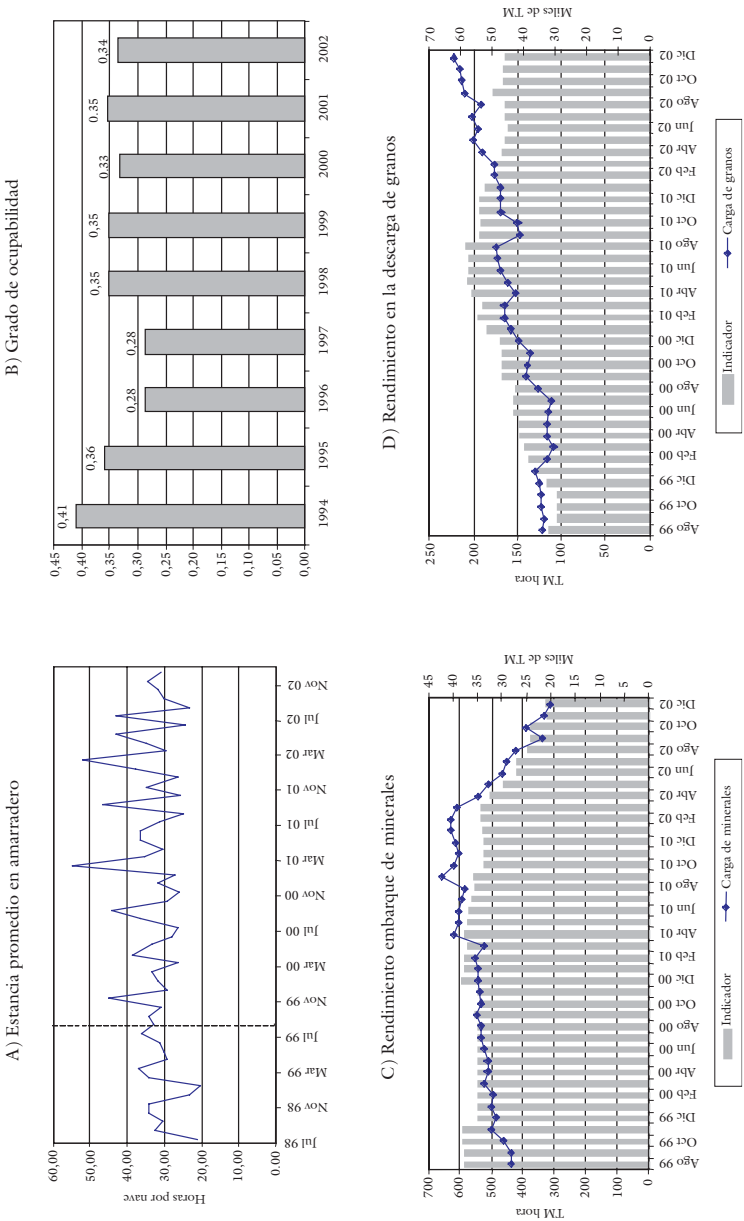 A) Estancia promedio en amarradero
60,00
50,00
40,00
30,00
20,00
10,00
0.00
Horas por nave
Jul 98
Nov 98
Mar 99
Jul 99
Nov 99
Mar 00
Jul 00
Nov 00
Mar 01
Jul 01
Nov 01
Mar 02
Jul 02
Nov 02
B) Grado de ocupabilidad
0,45
0,40
0,35
0,30
0,25
0,20
0,15
0,10
0,05
0,00
0,41
0,36
0,28
0,28
0,35
0,35
0,33
0.35
0,34
1994
1995
1996
1997
1998
1999
2000
2001
2002
C) Rendimiento embarque de minerales
700
600
500
400
300
200
100
0
TM hora
45
40
35
30
25
20
15
10
5
0
Miles de TM
Ago 99
Oct 99
Dic 99
Feb 00
Abr 00
Jun 00
Ago 00
Oct 00
Dic 00
Feb 01
Abr 01
Jun 01
Ago 01
Oct 01
Dic 01
Feb 02
Abr 02
Jun 02
Ago 02
Oct 02
Dic 02
Indicador
Carga de minerales
D) Rendimiento en la descarga de granos
250
200
150
100
50
0
TM hora
70
60
50
45
40
30
20
10
0
Miles de TM
Ago 99
Oct 99
Dic 99
Feb 00
Abr 00
Jun 00
Ago 00
Oct 00
Dic 00
Feb 01
Abr 01
Jun 01
Ago 01
Oct 01
Dic 01
Feb 02
Abr 02
Jun 02
Ago 02
Oct 02
Dic 02
Indicador
Carga de granos